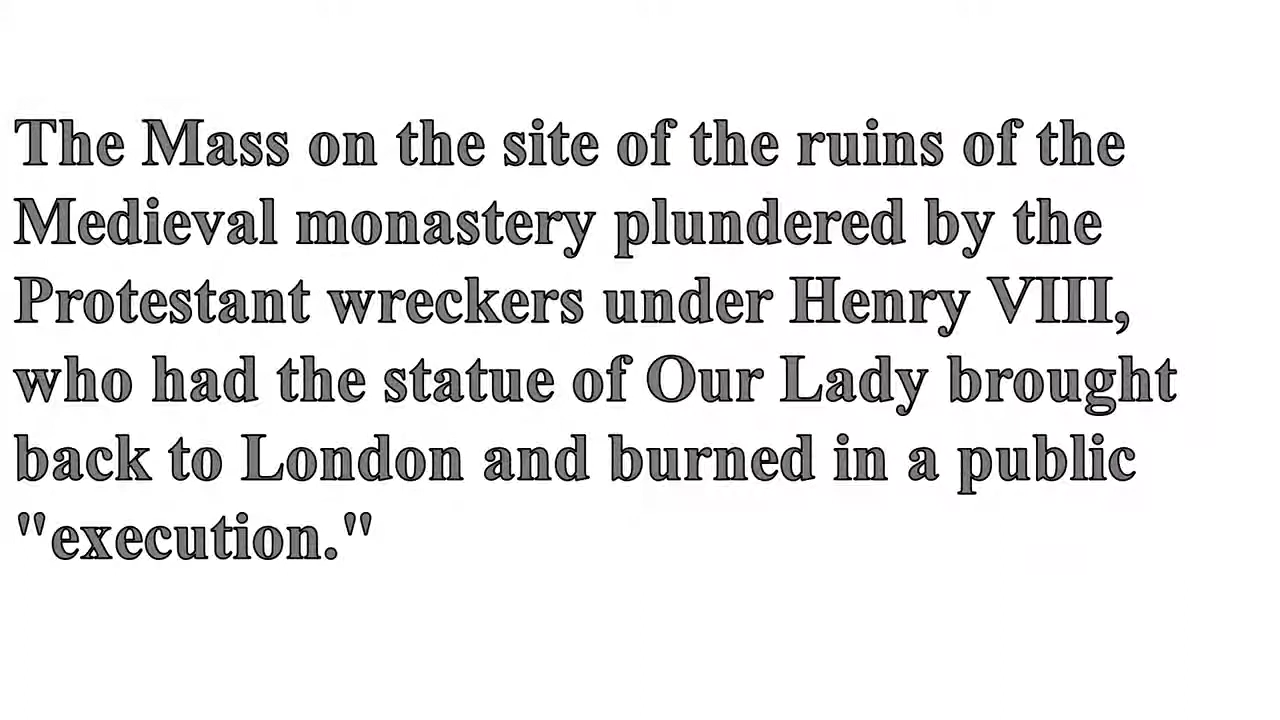 The Mass on the site of the ruins of the
Medieval monastery plundered by the
Protestant wreckers under Henry VIII,
who had the statue of Our Lady brought
back to London and burned in a public
"execution."